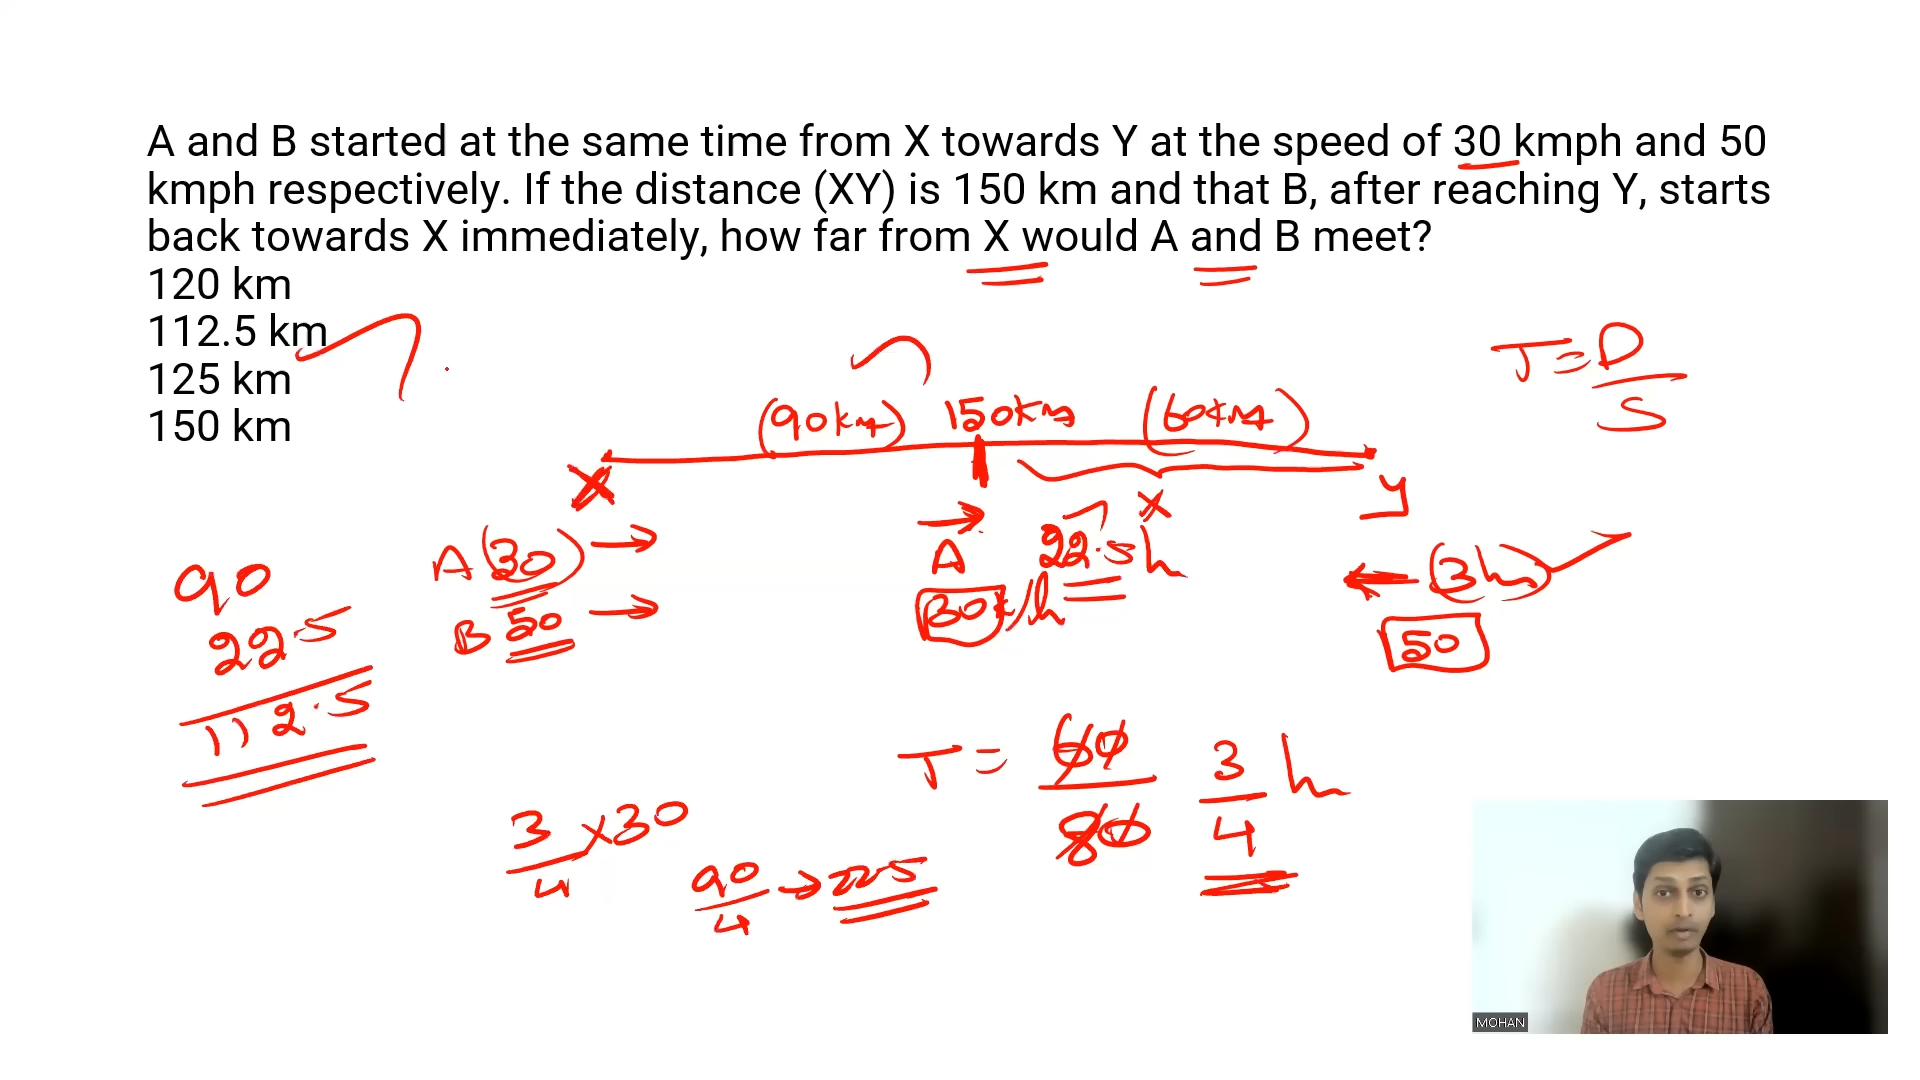 A and B started at the same time from X towards Y at the speed of 30 kmph and 50
kmph respectively. If the distance (XY) is 150 km and that B, after reaching Y, starts
back towards X immediately, how far from X would A and B meet?
120 km
112.5 km
125 km
150 km
T = D
S
(90km) 150km (60km)
X
Y
x
A (30)
B 50
A
22.5
30k/h
(3h)
50
90
22.5
112.5
T = 60
80
3
4
h
3
4
×30
90
4
→ 22.5
MOHAN